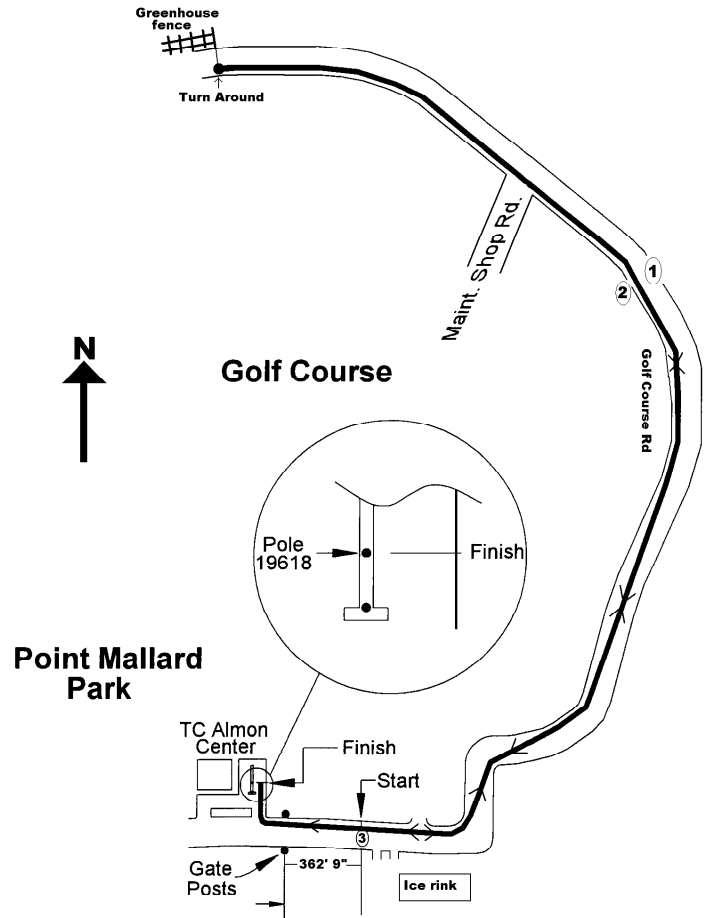 Greenhouse
fence
Turn Around
Maint. Shop Rd.
1
2
N
Golf Course
Golf Course Rd
Pole
19618
Finish
Point Mallard
Park
TC Almon
Center
Finish
Start
3
Gate
Posts
362' 9"
Ice rink